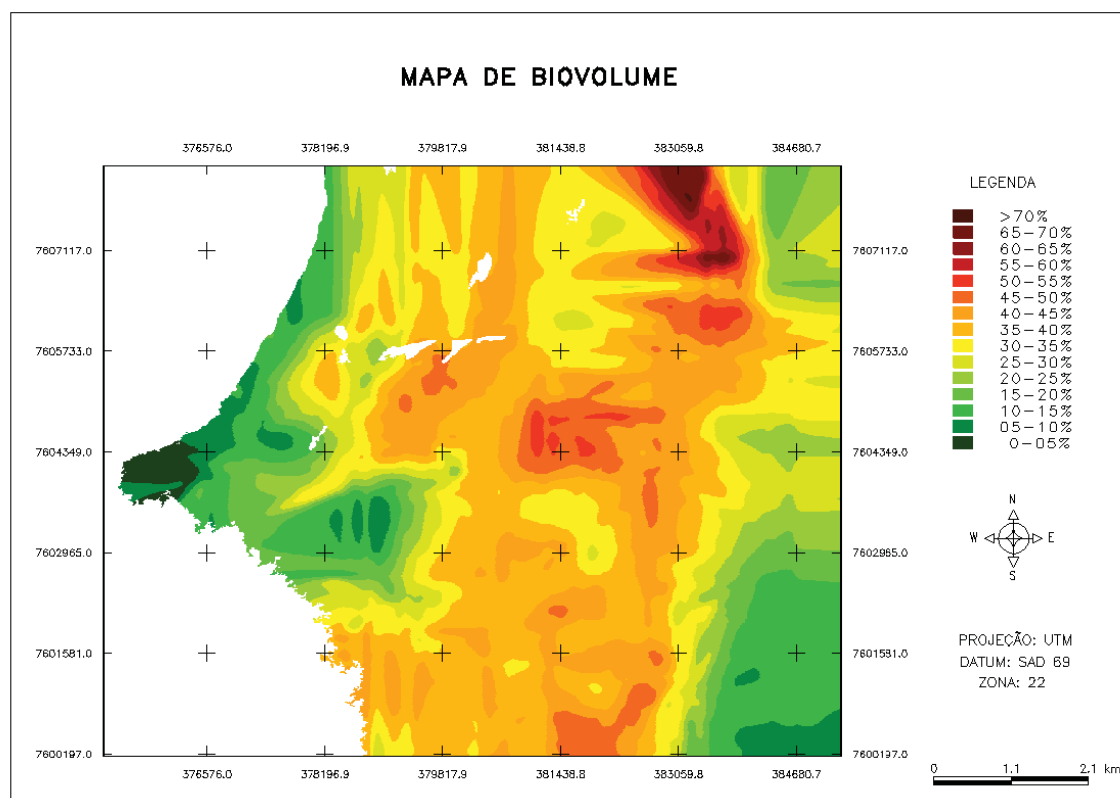 MAPA DE BIOVOLUME
376576.0 378196.9 379817.9 381438.8 383059.8 384680.7
7607117.0 7607117.0
7605733.0 7605733.0
7604349.0 7604349.0
7602965.0 7602965.0
7601581.0 7601581.0
7600197.0 7600197.0
376576.0 378196.9 379817.9 381438.8 383059.8 384680.7
LEGENDA
>70%
65-70%
60-65%
55-60%
50-55%
45-50%
40-45%
35-40%
30-35%
25-30%
20-25%
15-20%
10-15%
05-10%
0-05%
N
W E
S
PROJEÇÃO: UTM
DATUM: SAD 69
ZONA: 22
0 1.1 2.1 km